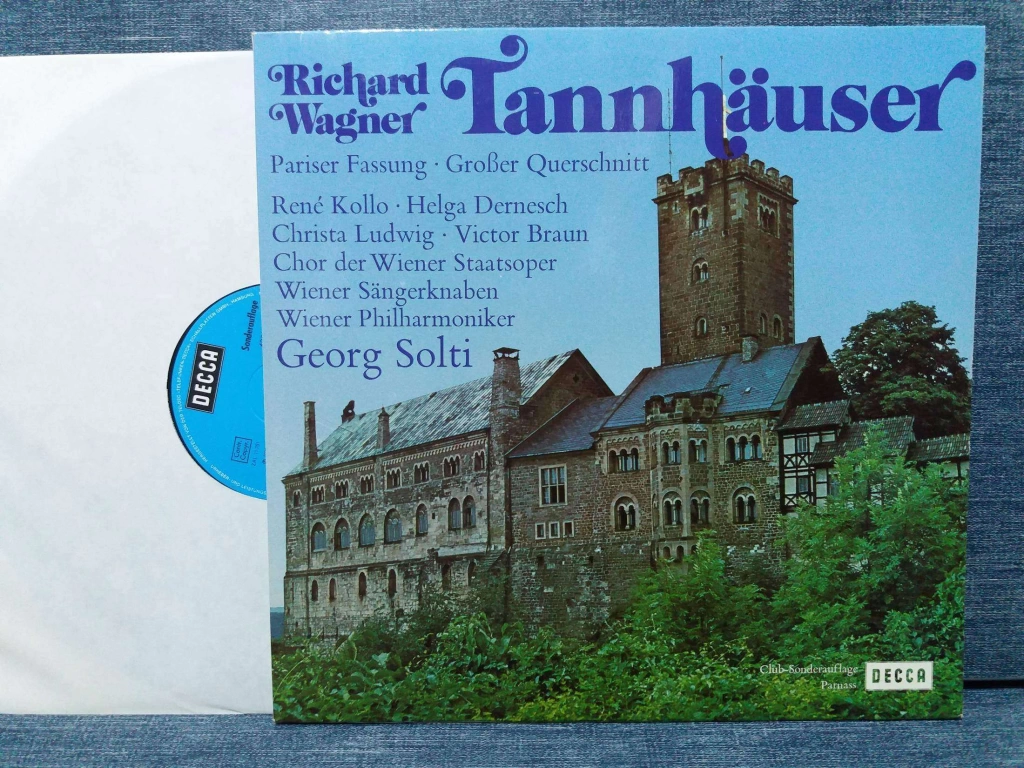 Richard
Wagner
Tannhäuser
Pariser Fassung · Großer Querschnitt
René Kollo · Helga Dernesch
Christa Ludwig · Victor Braun
Chor der Wiener Staatsoper
Wiener Sängerknaben
Wiener Philharmoniker
Georg Solti
Club-Sonderauflage
Parnass
DECCA
DECCA
Sonderauflage